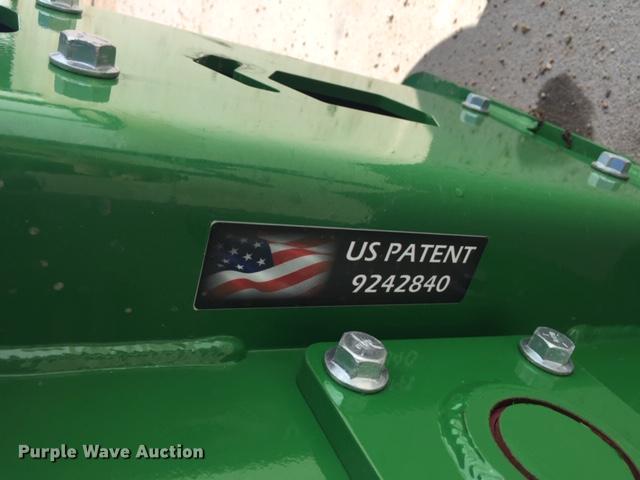 US PATENT
9242840
Purple Wave Auction